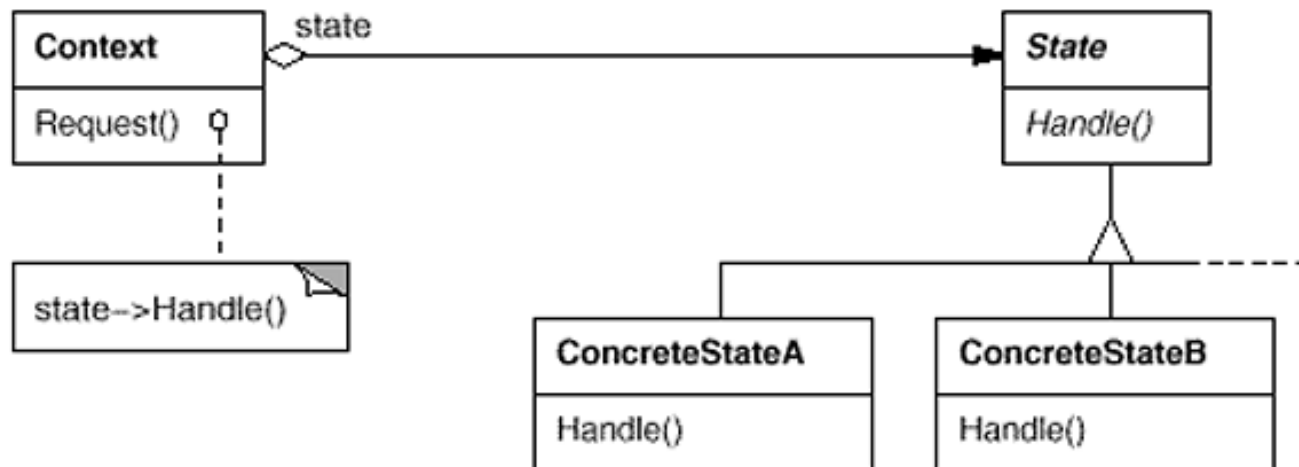 state
Context
State
Request()
Handle()
state–>Handle()
ConcreteStateA
ConcreteStateB
Handle()
Handle()